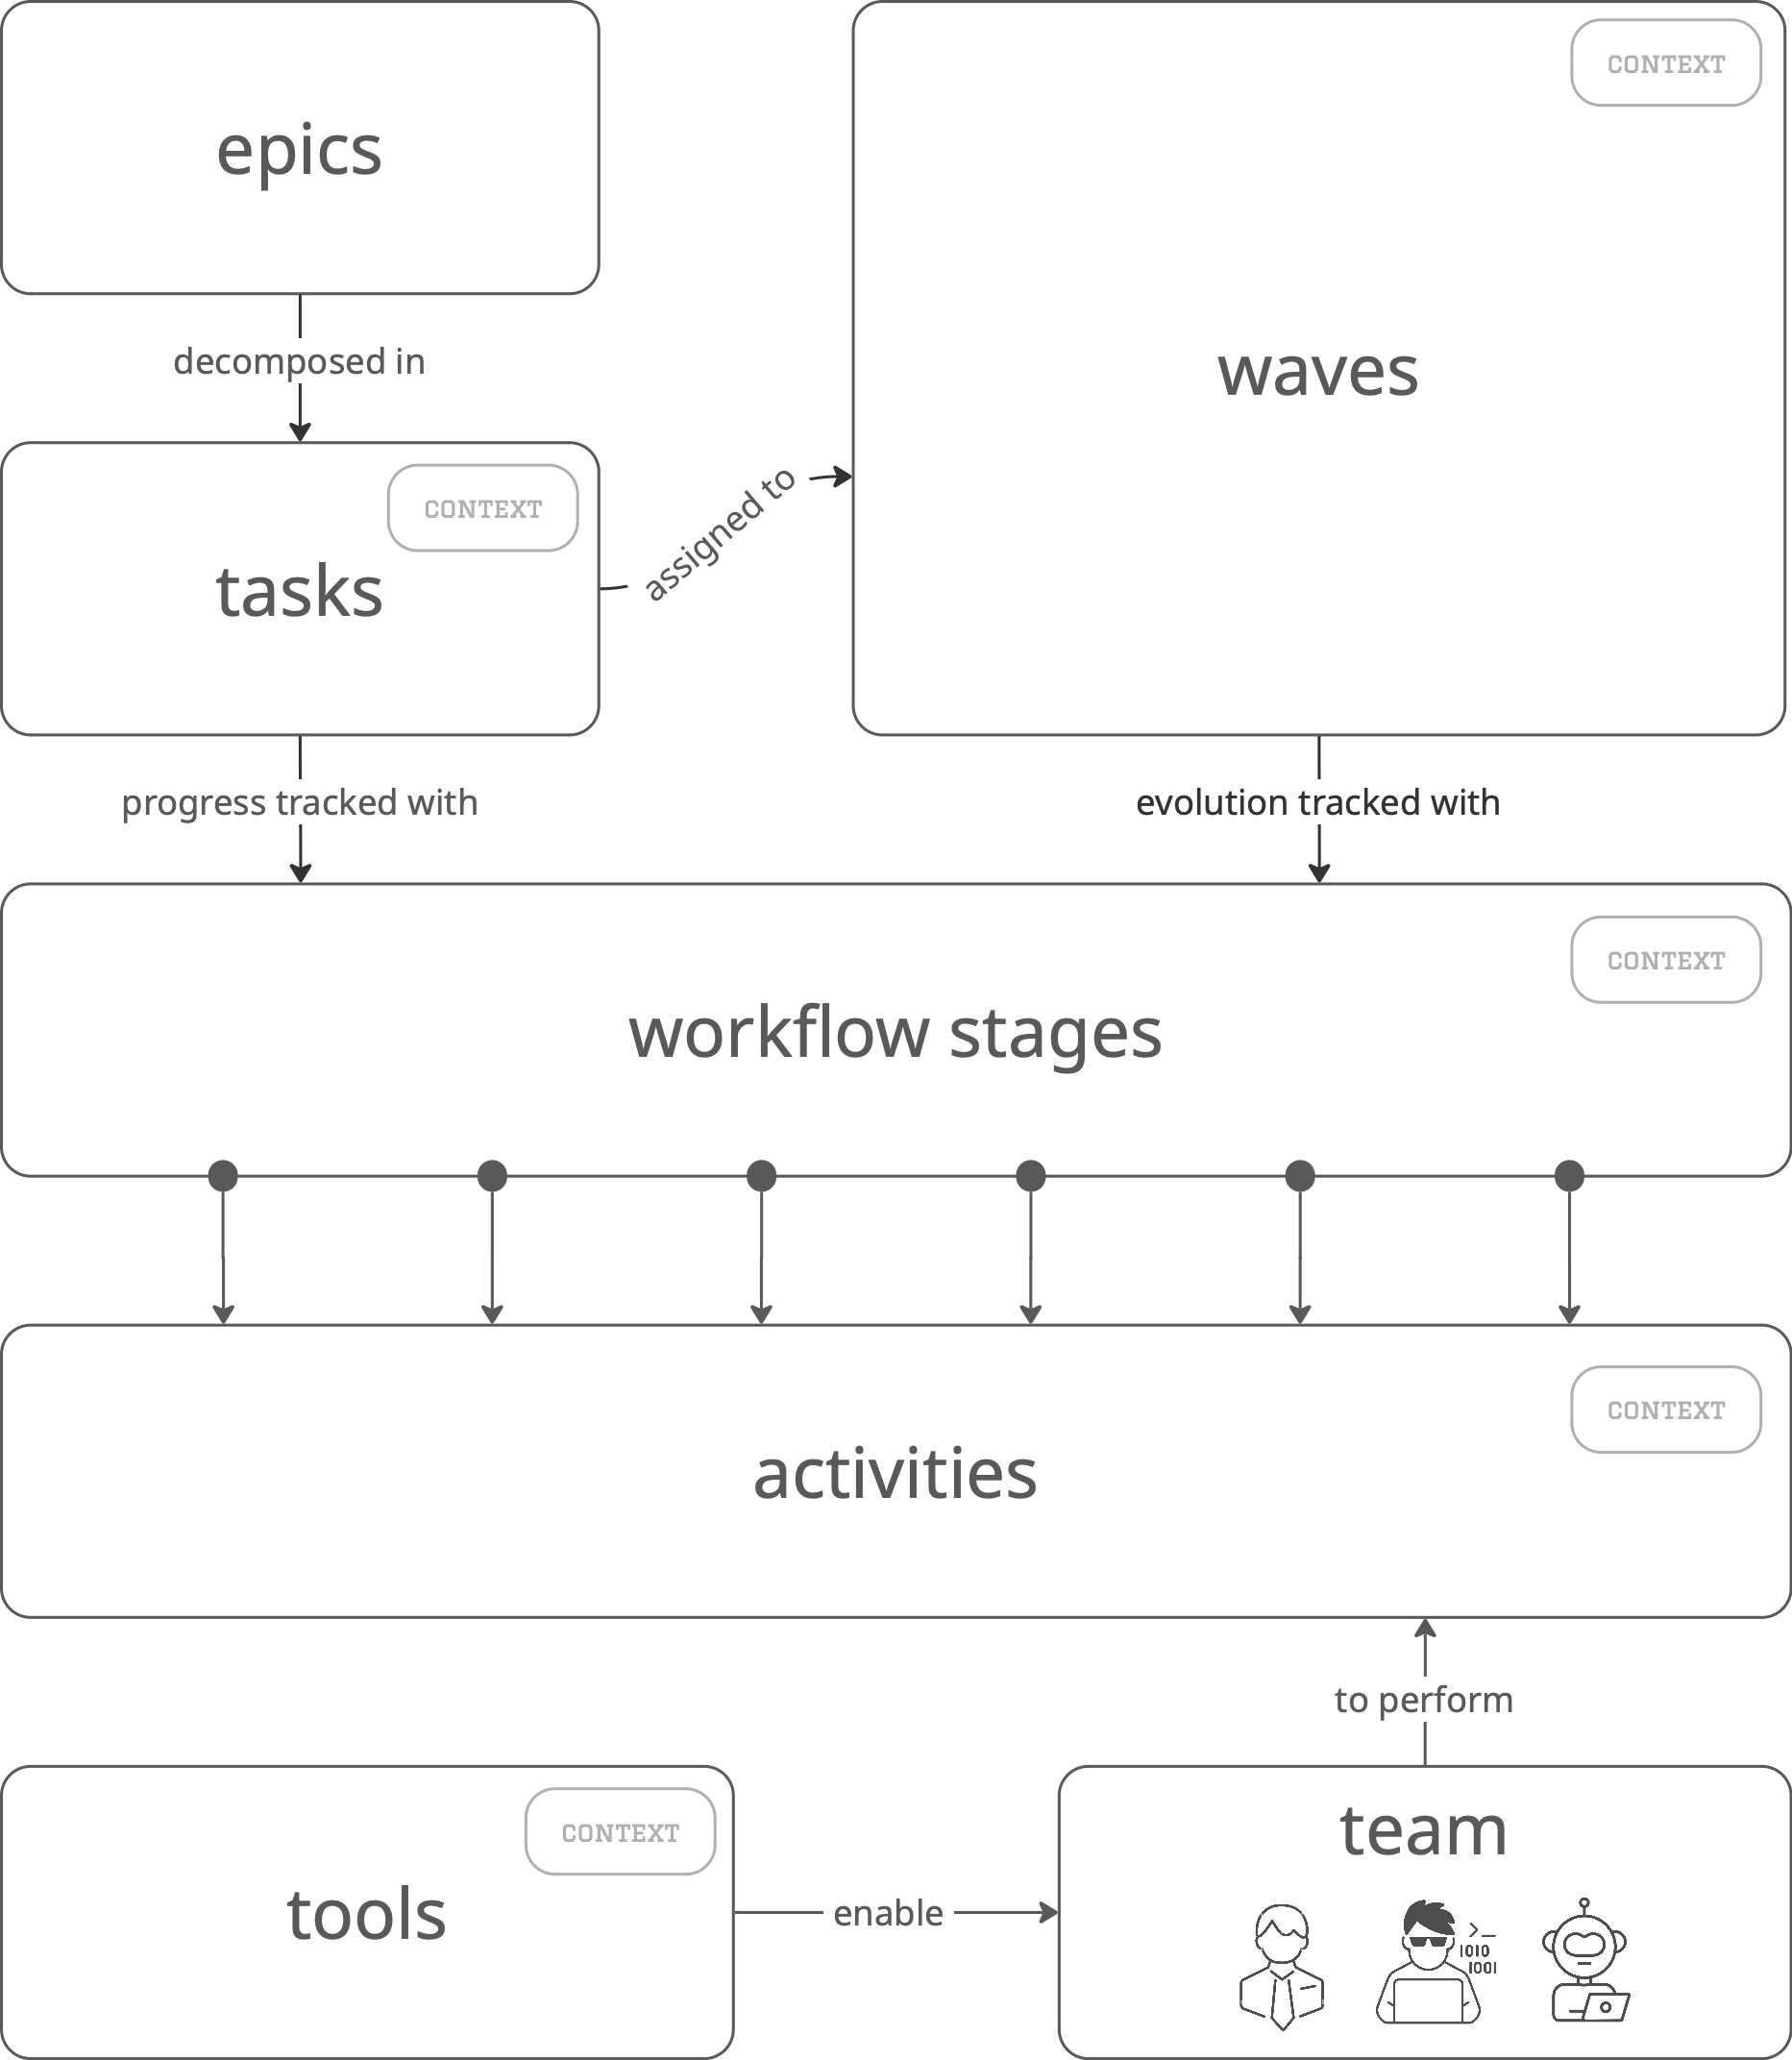 epics
CONTEXT
waves
decomposed in
CONTEXT
tasks
assigned to
progress tracked with
evolution tracked with
CONTEXT
workflow stages
CONTEXT
activities
to perform
CONTEXT
tools
enable
team
>_
1010
1001